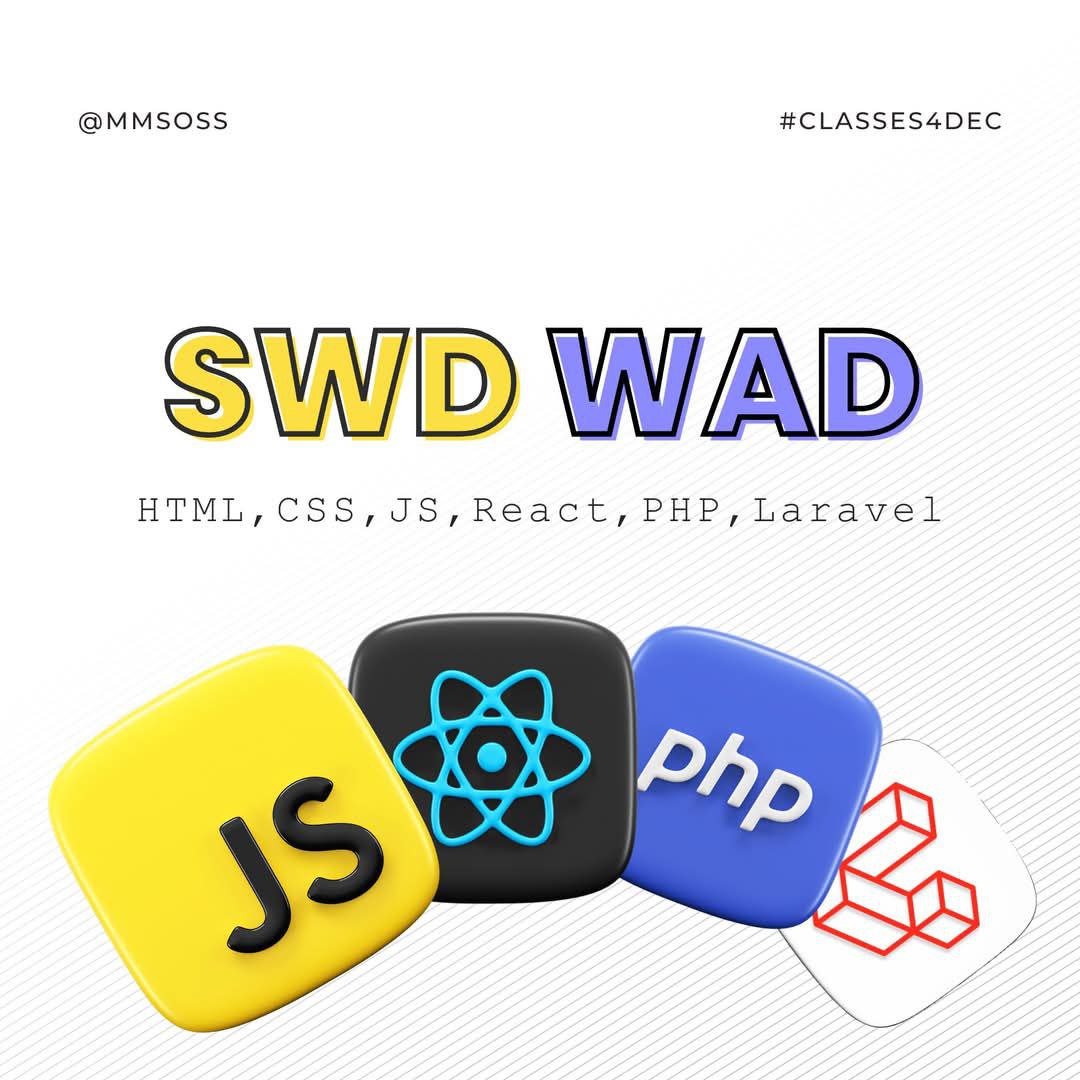 @MMSOSS
#CLASSES4DEC
SWD WAD
HTML,CSS,JS,React,PHP,Laravel
JS
php